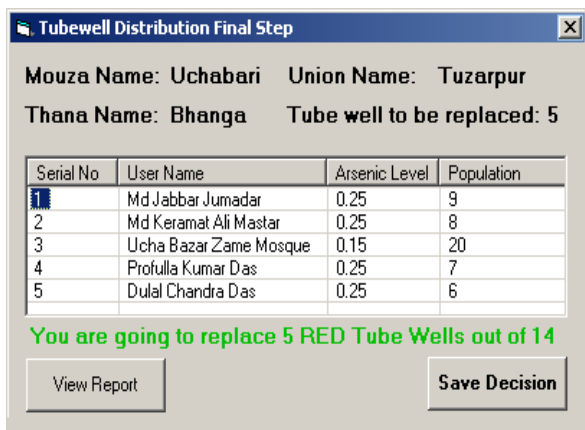 Tubewell Distribution Final Step
Mouza Name: Uchabari Union Name: Tuzarpur
Thana Name: Bhanga Tube well to be replaced: 5
Serial No User Name Arsenic Level Population
1 Md Jabbar Jumadar 0.25 9
2 Md Keramat Ali Mastar 0.25 8
3 Ucha Bazar Zame Mosque 0.15 20
4 Profulla Kumar Das 0.25 7
5 Dulal Chandra Das 0.25 6
You are going to replace 5 RED Tube Wells out of 14
View Report Save Decision